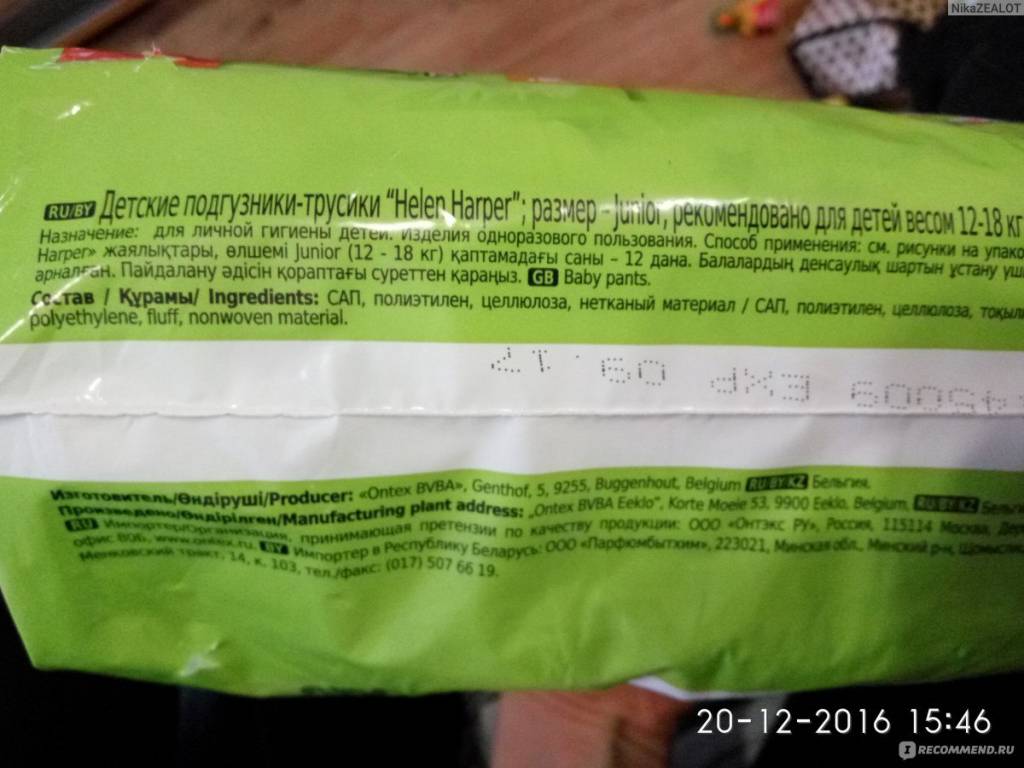 NikaZEALOT
RU/BY Детские подгузники-трусики “Helen Harper”; размер - Junior, рекомендовано для детей весом 12-18 кг
Назначение: для личной гигиены детей. Изделия одноразового пользования. Способ применения: см. рисунки на упако
Harper» жаялықтары, өлшемі Junior (12 - 18 кг) қаптамадағы саны – 12 дана. Балалардың денсаулық шартын ұстану үші
арналған. Пайдалану әдісін қораптағы суреттен қараңыз. GB Baby pants.
Состав / Құрамы/ Ingredients: САП, полиэтилен, целлюлоза, нетканый материал / САП, полиэтилен, целлюлоза, тоқылм
polyethylene, fluff, nonwoven material.
EXP 09.17
Изготовитель/Өндіруші/Producer: «Ontex BVBA», Genthof, 5, 9255, Buggenhout, Belgium RU BY KZ Бельгия.
Произведено/Өндірілген/Manufacturing plant address: „Ontex BVBA Eeklo“, Korte Moeie 53, 9900 Eeklo, Belgium, RU BY KZ
RU Импортер/Организация, принимающая претензии по качеству продукции: ООО «Онтэкс РУ», Россия, 115114 Москва,
офис 80Б, www.ontex.ru. BY Импортер в Республику Беларусь: ООО «Парфюмбытхим», 223021, Минская обл., Минский р-н,
Меньковский тракт, 14, к. 103, тел./факс: (017) 507 66 19.
20-12-2016 15:46
IRECOMMEND.RU